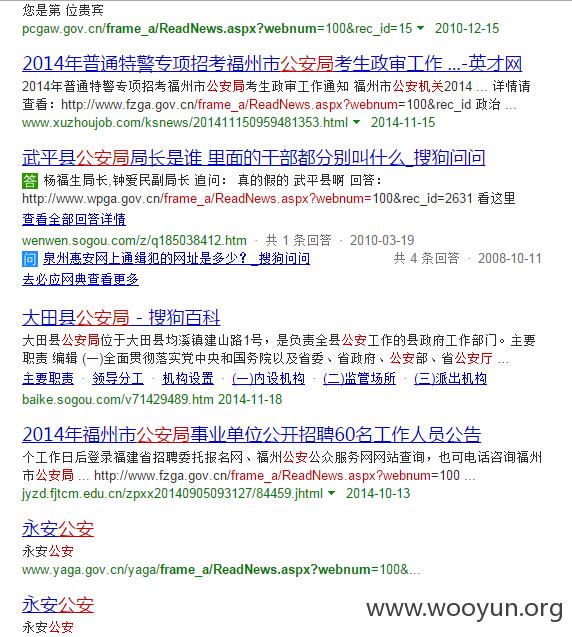 您是第 位贵宾
pcgaw.gov.cn/frame_a/ReadNews.aspx?webnum=100&rec_id=15 2010-12-15
2014年普通特警专项招考福州市公安局考生政审工作 ...-英才网
2014年普通特警专项招考福州市公安局考生政审工作通知 福州市公安机关2014 ... 详情请
查看：http://www.fzga.gov.cn/frame_a/ReadNews.aspx?webnum=100&rec_id 政治 ...
www.xuzhoujob.com/ksnews/201411150959481353.html 2014-11-15
武平县公安局局长是谁 里面的干部都分别叫什么_搜狗问问
答 杨福生局长,钟爱民副局长 追问： 真的假的 武平县啊 回答：
http://www.wpga.gov.cn/frame_a/ReadNews.aspx?webnum=100&rec_id=2631 看这里
查看全部回答详情
wenwen.sogou.com/z/q185038412.htm - 共 1 条回答 - 2010-03-19
问 泉州惠安网上通缉犯的网址是多少？_搜狗问问 共 4 条回答 - 2008-10-11
去必应网典查看更多
大田县公安局 - 搜狗百科
大田县公安局位于大田县均溪镇建山路1号，是负责全县公安工作的县政府工作部门。主要
职责 编辑 (一)全面贯彻落实党中央和国务院以及省委、省政府、公安部、省公安厅 ...
主要职责 - 领导分工 - 机构设置 - (一)内设机构 - (二)监管场所 - (三)派出机构
baike.sogou.com/v71429489.htm 2014-11-18
2014年福州市公安局事业单位公开招聘60名工作人员公告
个工作日后登录福建省招聘委托报名网、福州公安公众服务网网站查询，也可电话咨询福州
市公安局 ... http://www.fzga.gov.cn/frame_a/ReadNews.aspx?webnum=100 ...
jyzd.fjtcm.edu.cn/zpxx20140905093127/84459.jhtml 2014-10-13
永安公安
永安公安
www.yaga.gov.cn/yaga/frame_a/ReadNews.aspx?webnum=100&...
永安公安
永安公安
www.wooyun.org